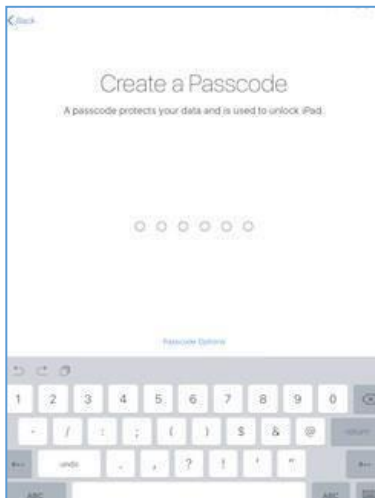 Back
Create a Passcode
A passcode protects your data and is used to unlock iPad.
Passcode Options
1 2 3 4 5 6 7 8 9 0
- / : ; ( ) $ & @ return
undo . , ? ! ' "
ABC ABC